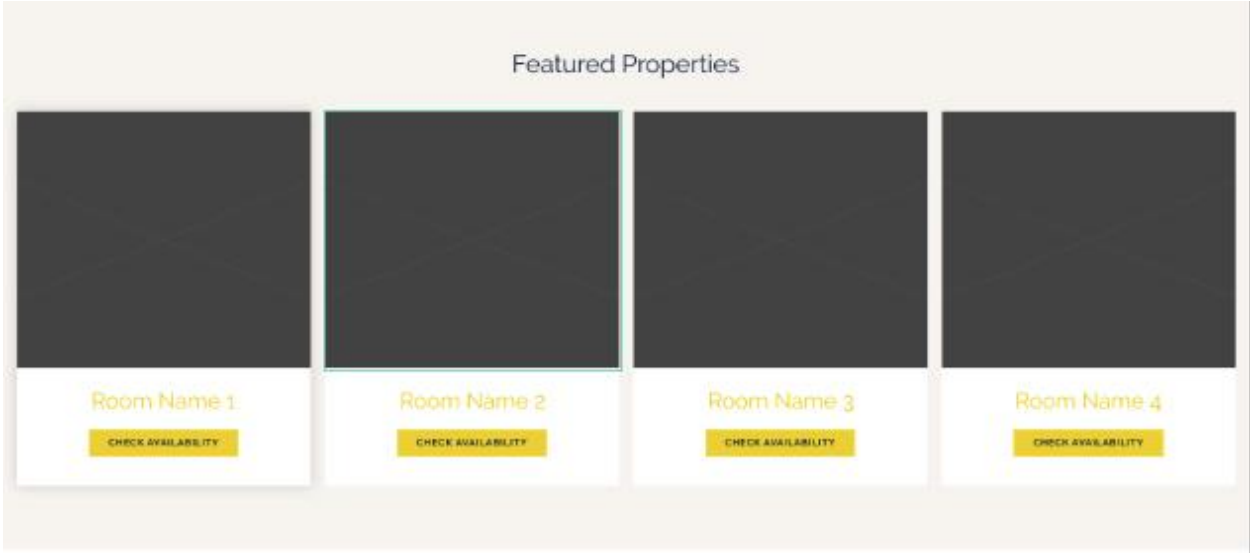 Featured Properties
Room Name 1
Room Name 2
Room Name 3
Room Name 4
CHECK AVAILABILITY
CHECK AVAILABILITY
CHECK AVAILABILITY
CHECK AVAILABILITY